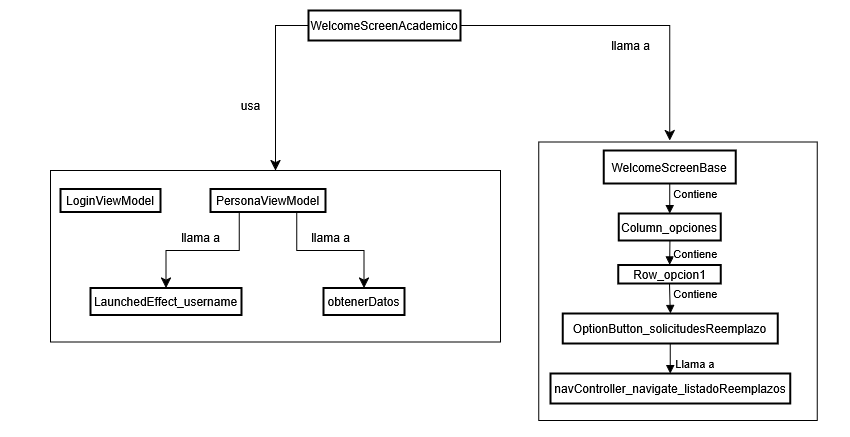 WelcomeScreenAcademico
llama a
usa
LoginViewModel
PersonaViewModel
llama a
llama a
LaunchedEffect_username
obtenerDatos
WelcomeScreenBase
Contiene
Column_opciones
Contiene
Row_opcion1
Contiene
OptionButton_solicitudesReemplazo
Llama a
navController_navigate_listadoReemplazos